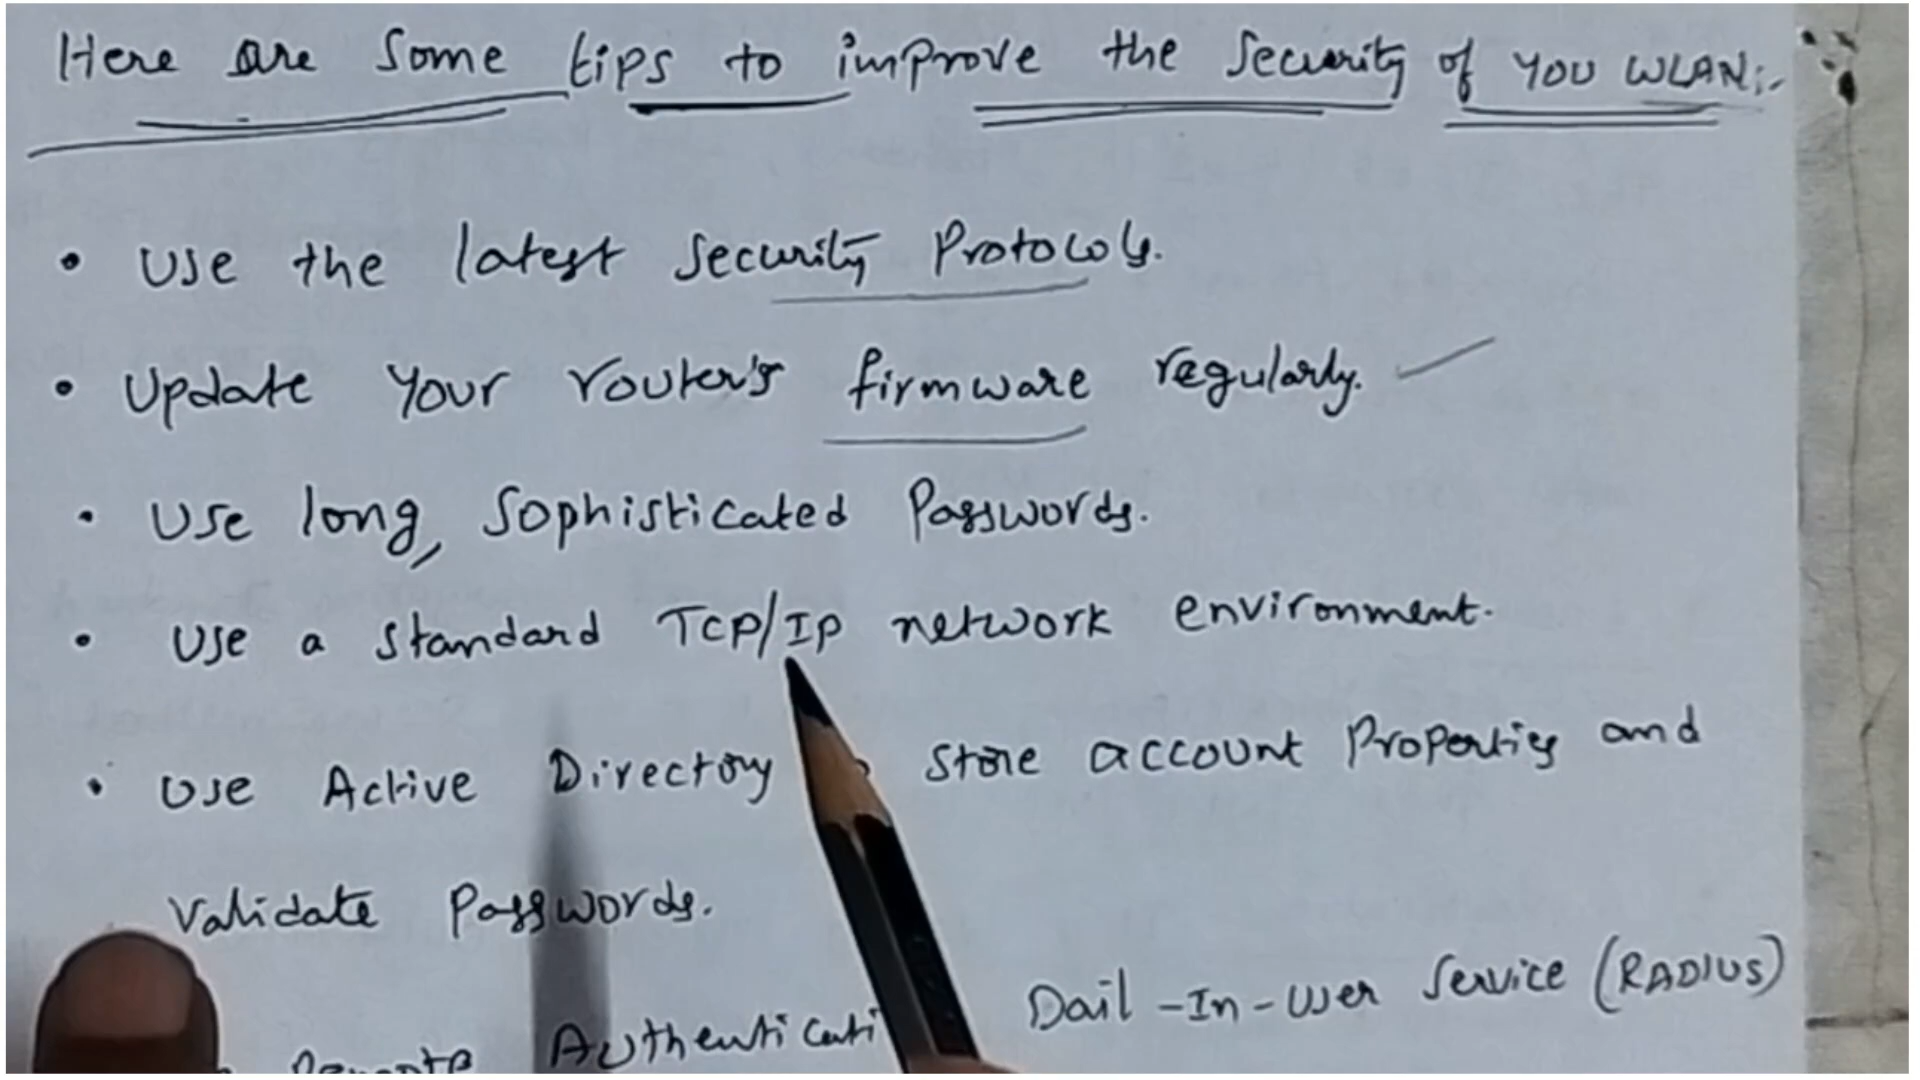 Here are Some tips to improve the Security of you WLAN:-
• Use the latest Security Protocols.
• Update Your router's firmware regularly.
• Use long, Sophisticated Passwords.
• Use a standard TCP/IP network environment.
• Use Active Directory store account Properties and
Validate Passwords.
Dail-In-User Service (RADIUS)